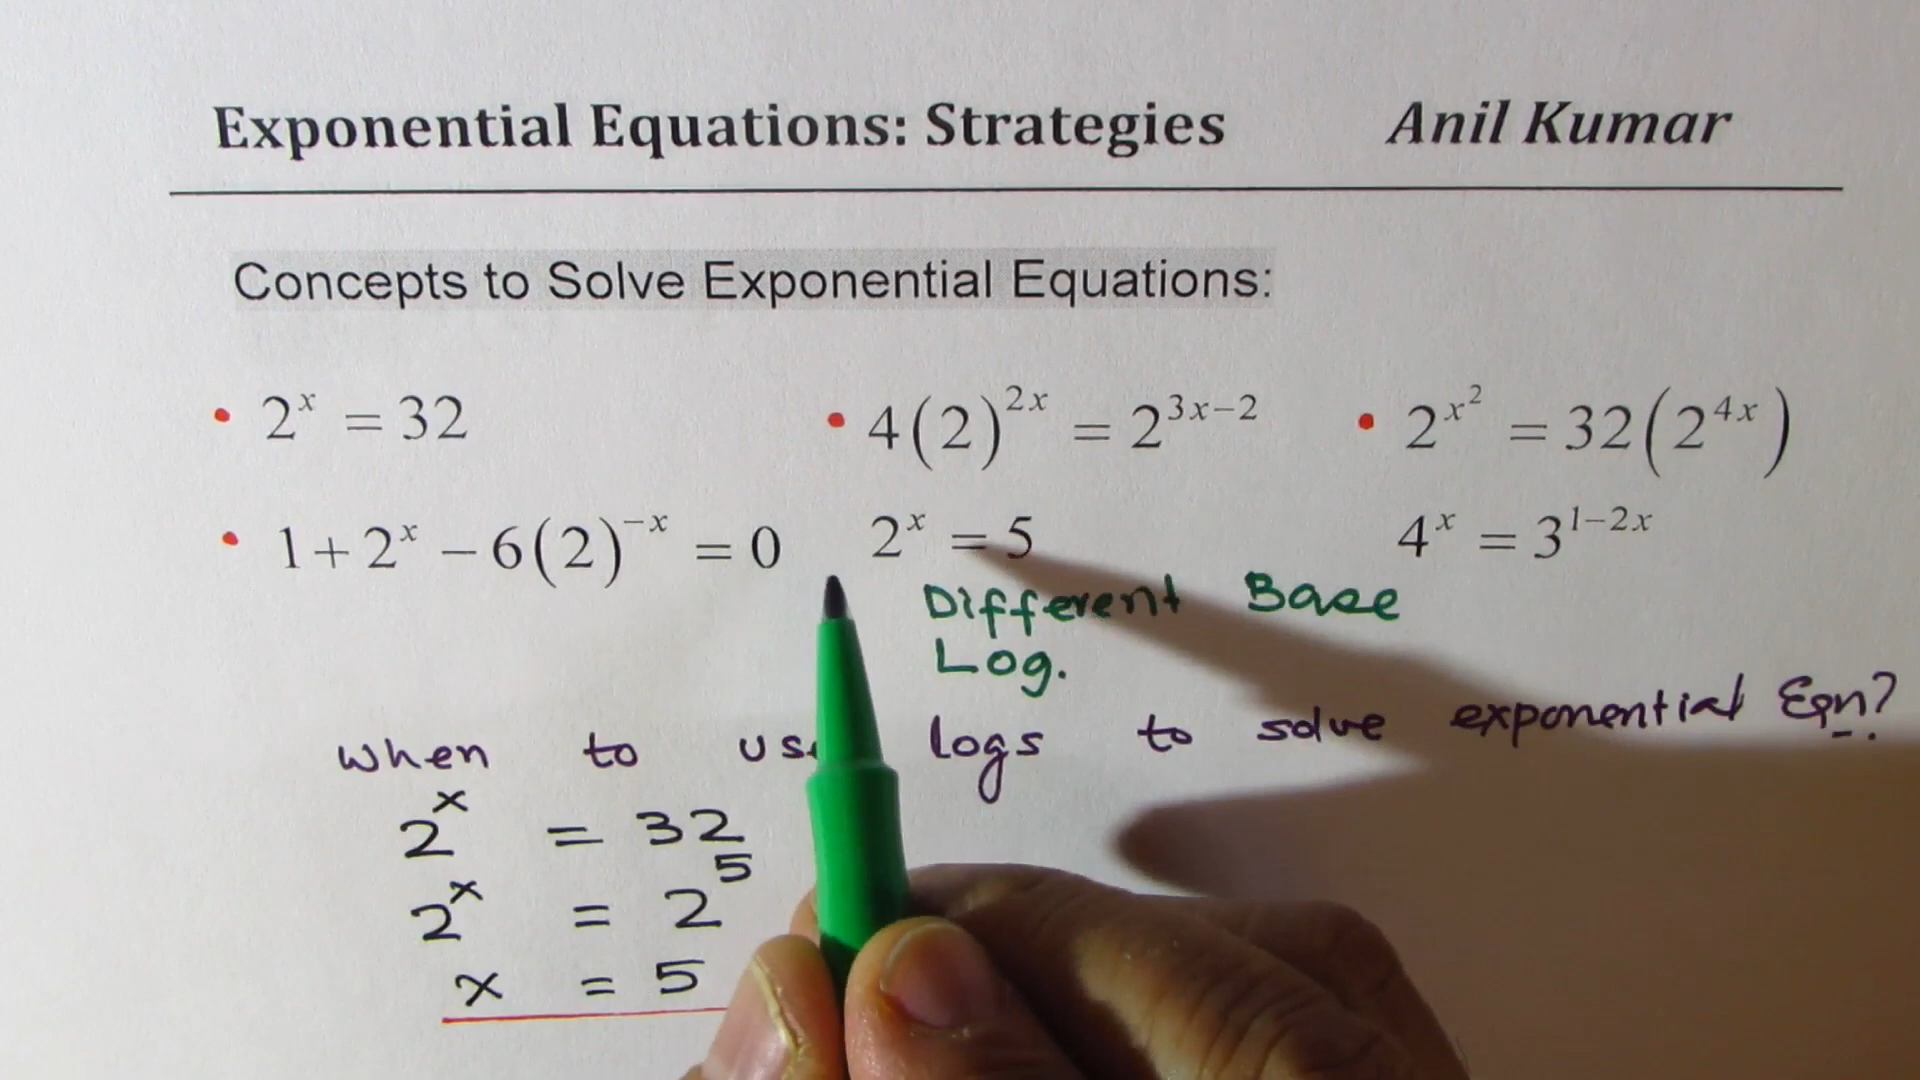 Exponential Equations: Strategies Anil Kumar
Concepts to Solve Exponential Equations:
• 2^x = 32 • 4(2)^{2x} = 2^{3x−2} • 2^{x^2} = 32(2^{4x})
• 1+2^x − 6(2)^{−x} = 0 2^x = 5 4^x = 3^{1−2x}
Different Base
Log.
When to logs to solve exponential Eqn?
2^x = 32
2^x = 2^5
x = 5